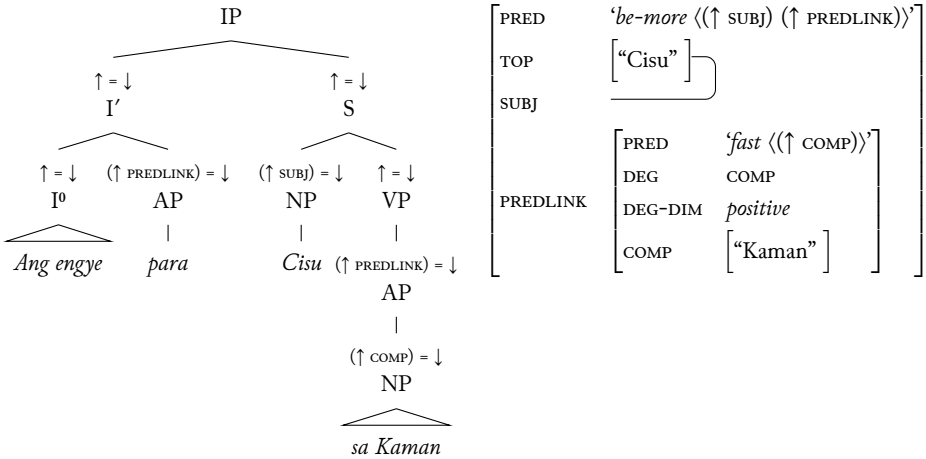 IP
↑ = ↓ ↑ = ↓
I′ S
↑ = ↓ (↑ PREDLINK) = ↓ (↑ SUBJ) = ↓ ↑ = ↓
I⁰ AP NP VP
Ang engye para Cisu (↑ PREDLINK) = ↓
AP
(↑ COMP) = ↓
NP
sa Kaman
PRED ‘be-more ⟨(↑ SUBJ) (↑ PREDLINK)⟩’
TOP [“Cisu” ]
SUBJ
PREDLINK
PRED ‘fast ⟨(↑ COMP)⟩’
DEG COMP
DEG-DIM positive
COMP [“Kaman” ]